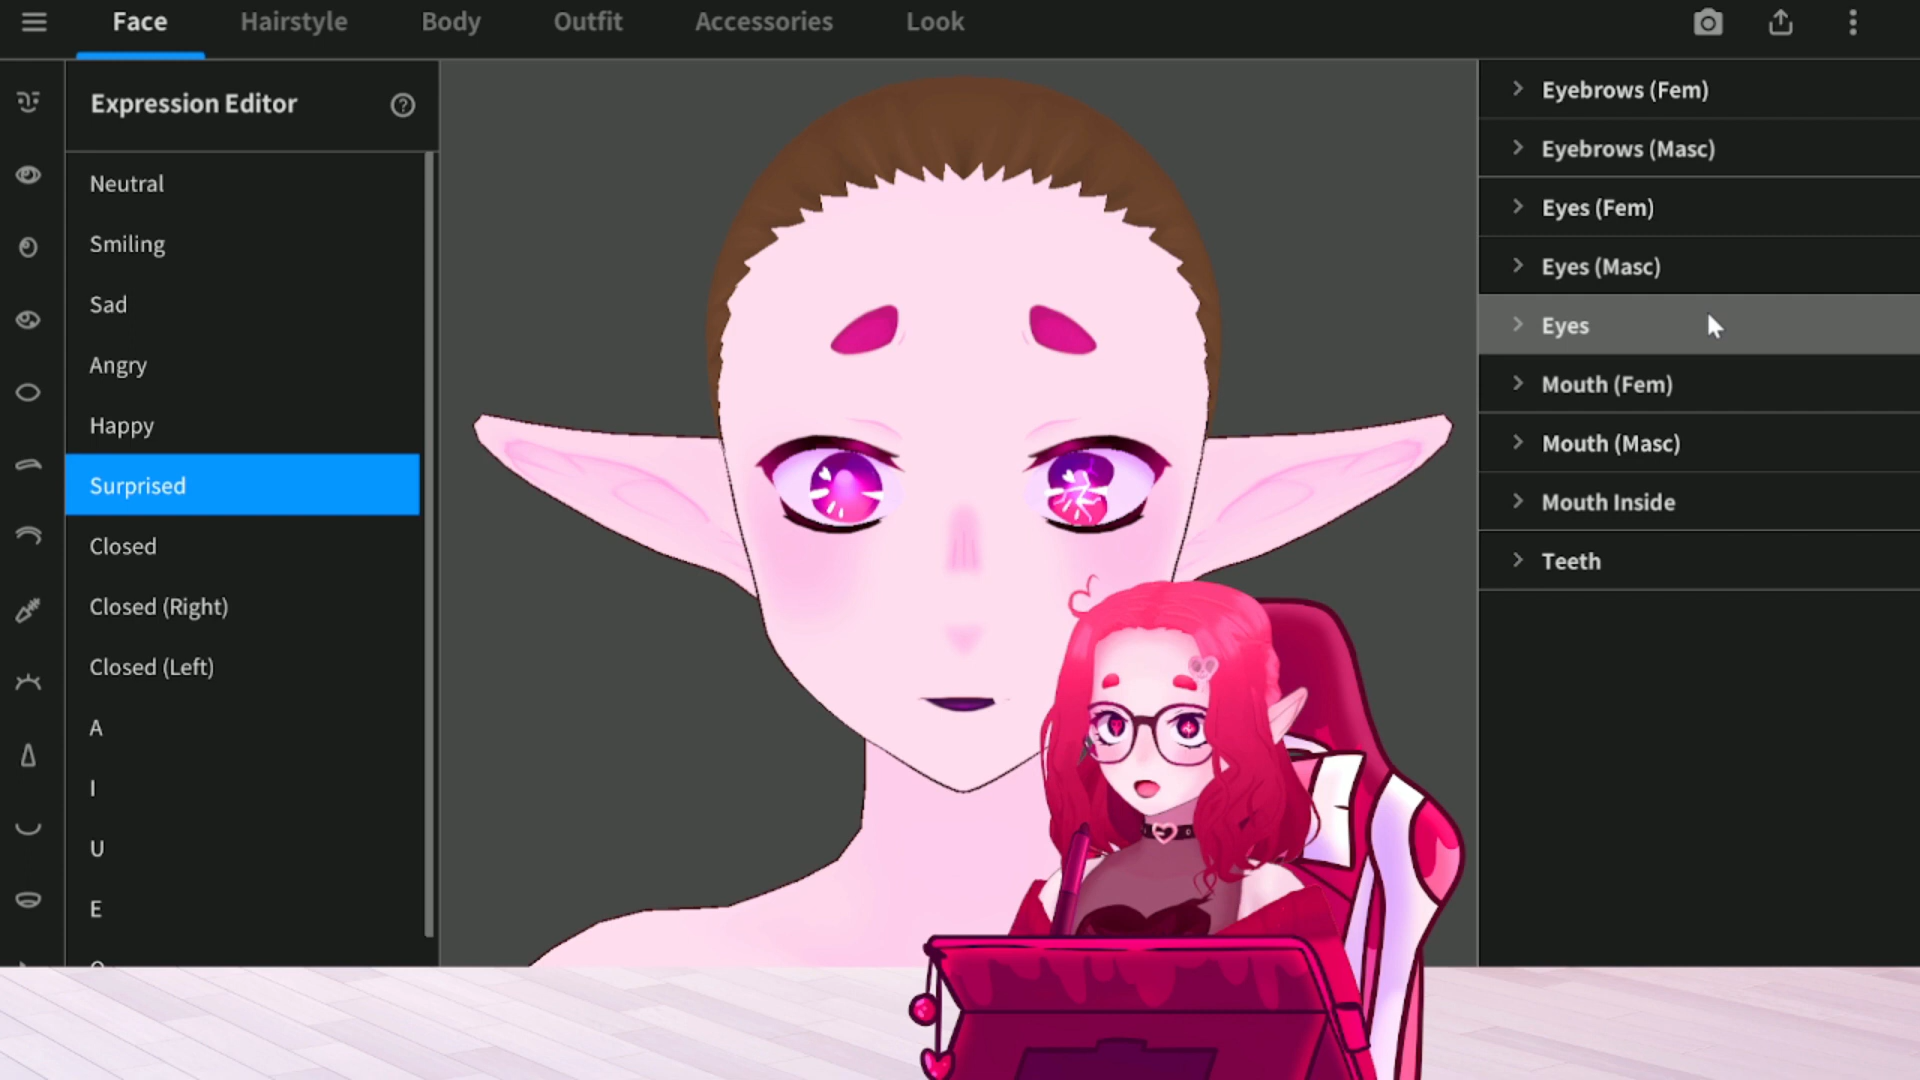 Face
Hairstyle
Body
Outfit
Accessories
Look
Expression Editor
Neutral
Smiling
Sad
Angry
Happy
Surprised
Closed
Closed (Right)
Closed (Left)
A
I
U
E
Eyebrows (Fem)
Eyebrows (Masc)
Eyes (Fem)
Eyes (Masc)
Eyes
Mouth (Fem)
Mouth (Masc)
Mouth Inside
Teeth